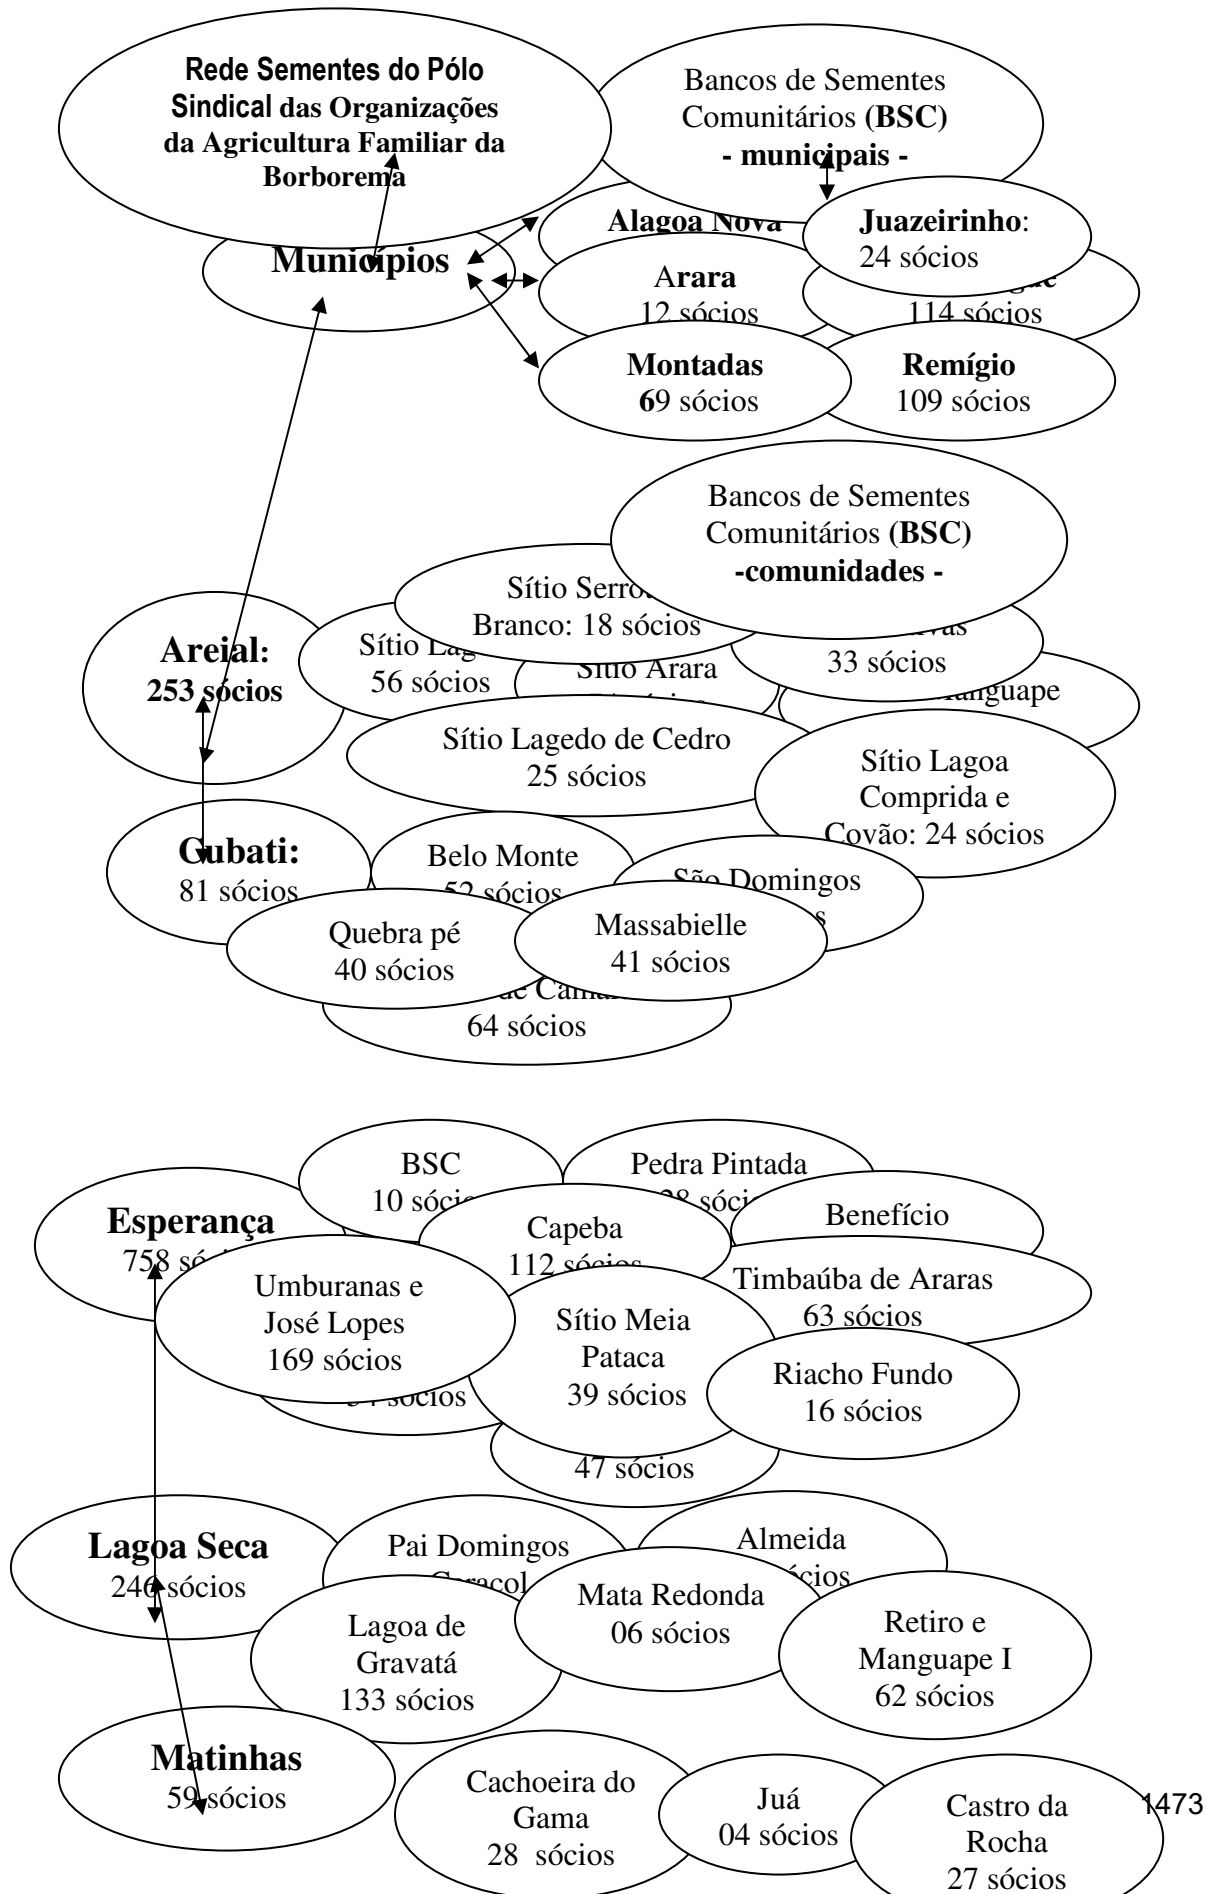 Rede Sementes do Pólo
Sindical das Organizações
da Agricultura Familiar da
Borborema
Bancos de Sementes
Comunitários (BSC)
- municipais -
Municípios
Alagoa Nova
Juazeirinho:
24 sócios
Arara
12 sócios
114 sócios
Montadas
69 sócios
Remígio
109 sócios
Bancos de Sementes
Comunitários (BSC)
-comunidades -
Sítio
Branco: 18 sócios
Areial:
253 sócios
Sítio
56 sócios
Sítio Arara
33 sócios
Sítio Lagedo de Cedro
25 sócios
Sítio Lagoa
Comprida e
Covão: 24 sócios
Cubati:
81 sócios
Belo Monte
52 sócios
São Domingos
Quebra pé
40 sócios
Massabielle
41 sócios
de
64 sócios
BSC
10
Pedra Pintada
Benefício
Esperança
758
Capeba
112 sócios
Umburanas e
José Lopes
169 sócios
Timbaúba de Araras
63 sócios
Sítio Meia
Pataca
39 sócios
Riacho Fundo
16 sócios
sócios
47 sócios
Lagoa Seca
246 sócios
Pai Domingos
Caracol
Almeida
Mata Redonda
06 sócios
Lagoa de
Gravatá
133 sócios
Retiro e
Manguape I
62 sócios
Matinhas
59 sócios
Cachoeira do
Gama
28 sócios
Juá
04 sócios
Castro da
Rocha
27 sócios
1473